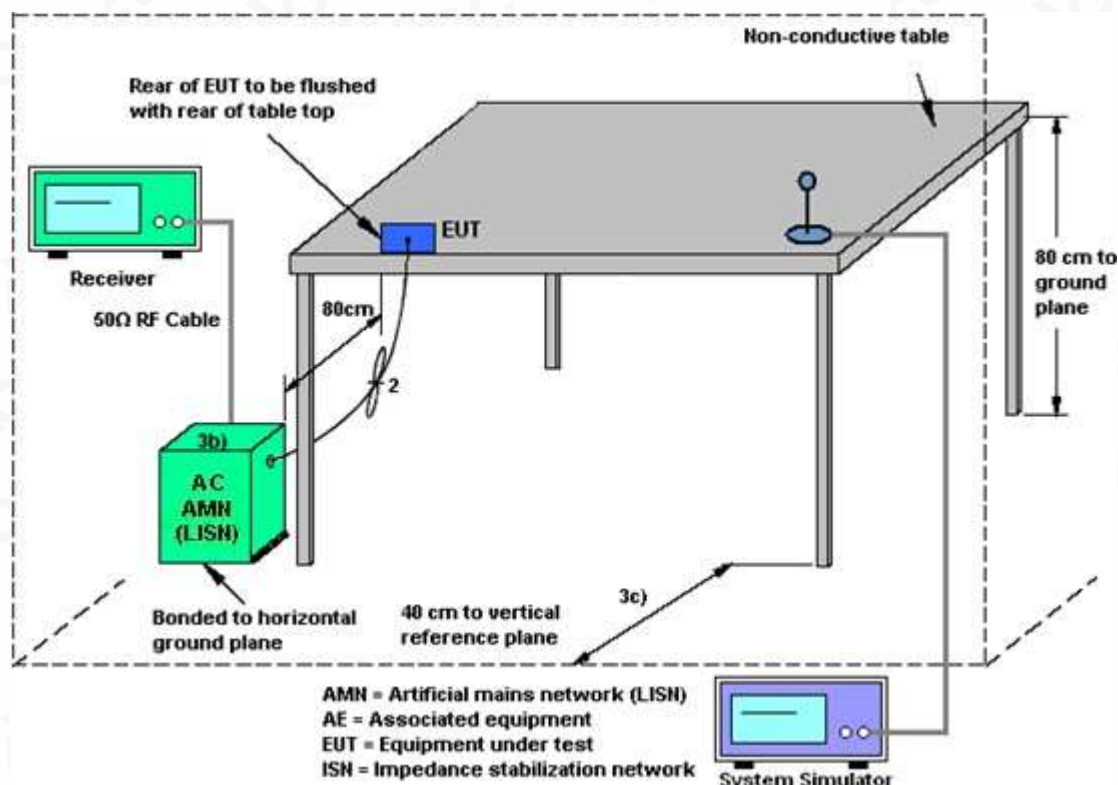 Non-conductive table
Rear of EUT to be flushed
with rear of table top
EUT
Receiver
80cm
80 cm to
ground
plane
50Ω RF Cable
2
3b)
AC
AMN
(LISN)
Bonded to horizontal
ground plane
40 cm to vertical
reference plane
3c)
AMN = Artificial mains network (LISN)
AE = Associated equipment
EUT = Equipment under test
ISN = Impedance stabilization network
System Simulator